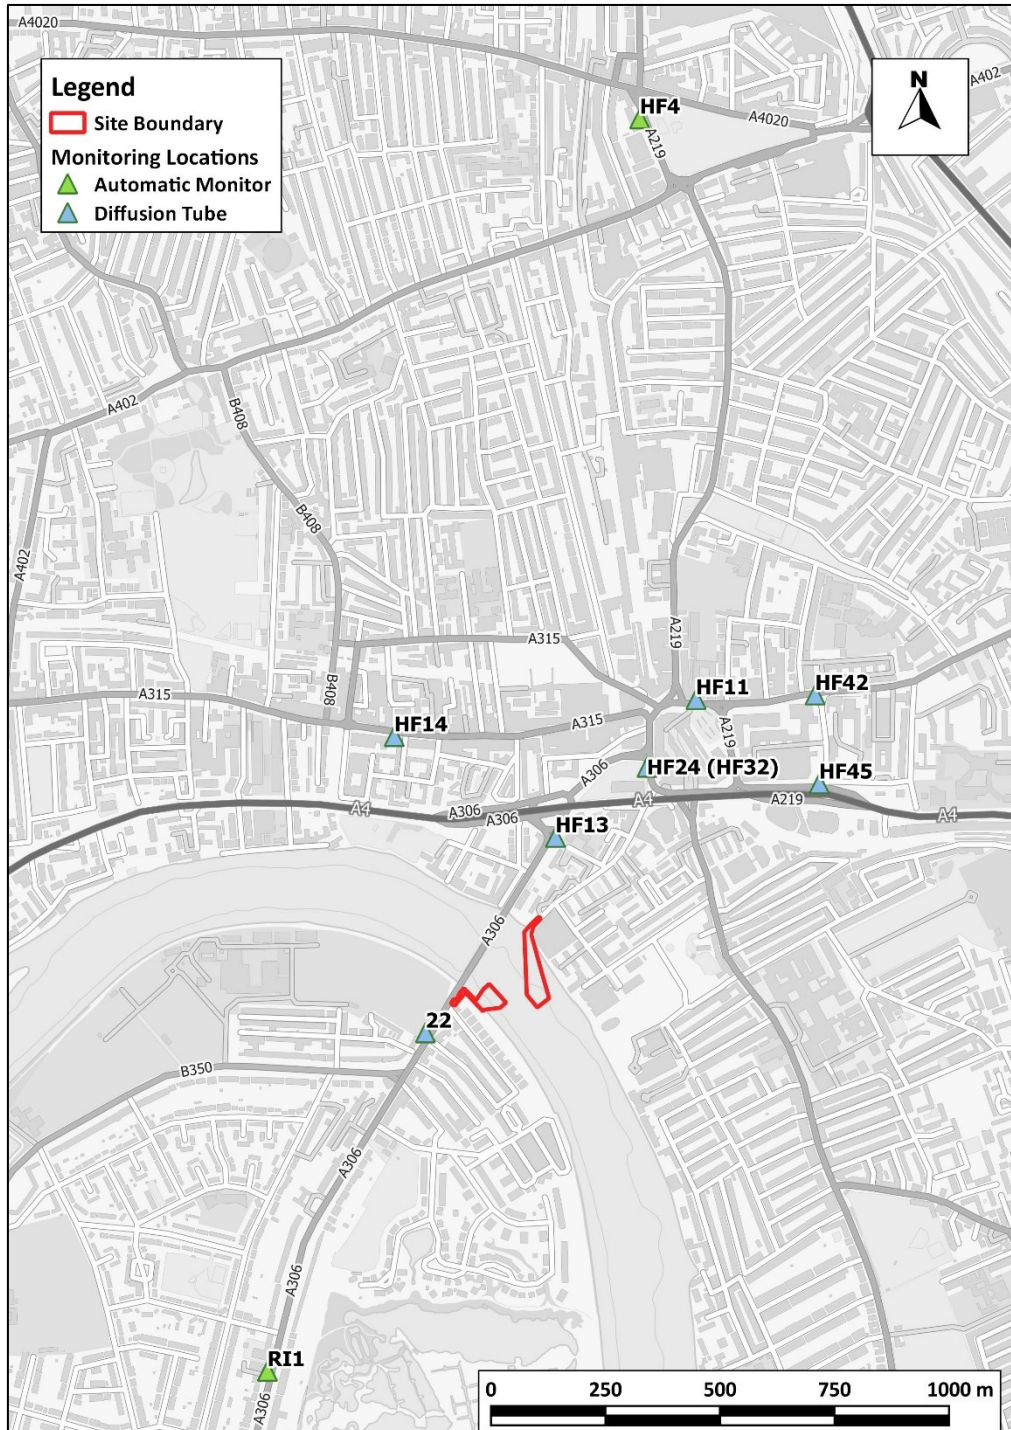 A4020
A402
N
HF4
A4020
A219
Legend
Site Boundary
Monitoring Locations
Automatic Monitor
Diffusion Tube
A402
B408
B408
A402
A315
A219
A315
B408
HF14
A315
HF11
HF42
A219
A306
HF24 (HF32)
HF45
A4
A306
A306
A4
A219
A4
HF13
A306
22
B350
A306
A306
RI1
A306
0 250 500 750 1000 m